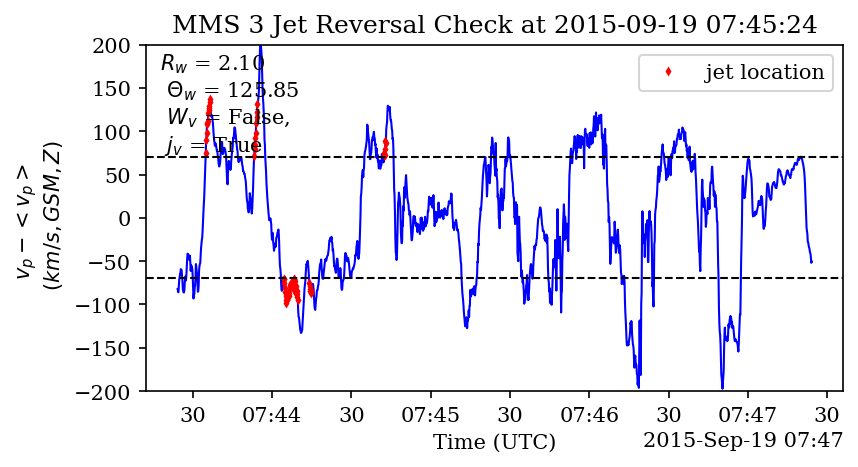 MMS 3 Jet Reversal Check at 2015-09-19 07:45:24
R_w = 2.10
Θ_w = 125.85
W_v = False,
j_v = True
jet location
v_p − < v_p >
(km/s, GSM, Z)
200
150
100
50
0
−50
−100
−150
−200
30 07:44 30 07:45 30 07:46 30 07:47 30
Time (UTC)
2015-Sep-19 07:47